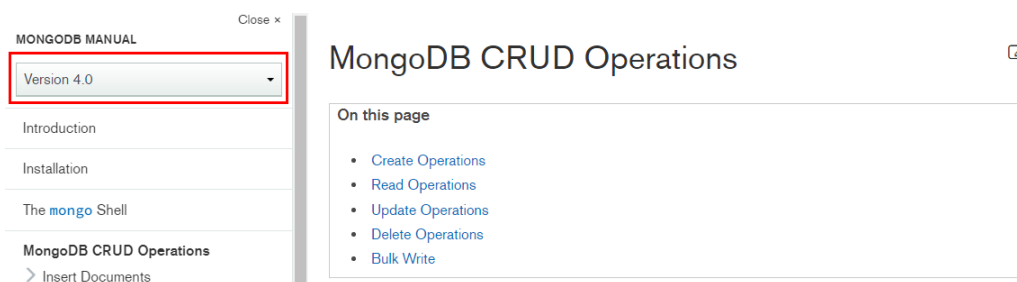 Close ×
MONGODB MANUAL
Version 4.0
Introduction
Installation
The mongo Shell
MongoDB CRUD Operations
Insert Documents
MongoDB CRUD Operations
On this page
Create Operations
Read Operations
Update Operations
Delete Operations
Bulk Write